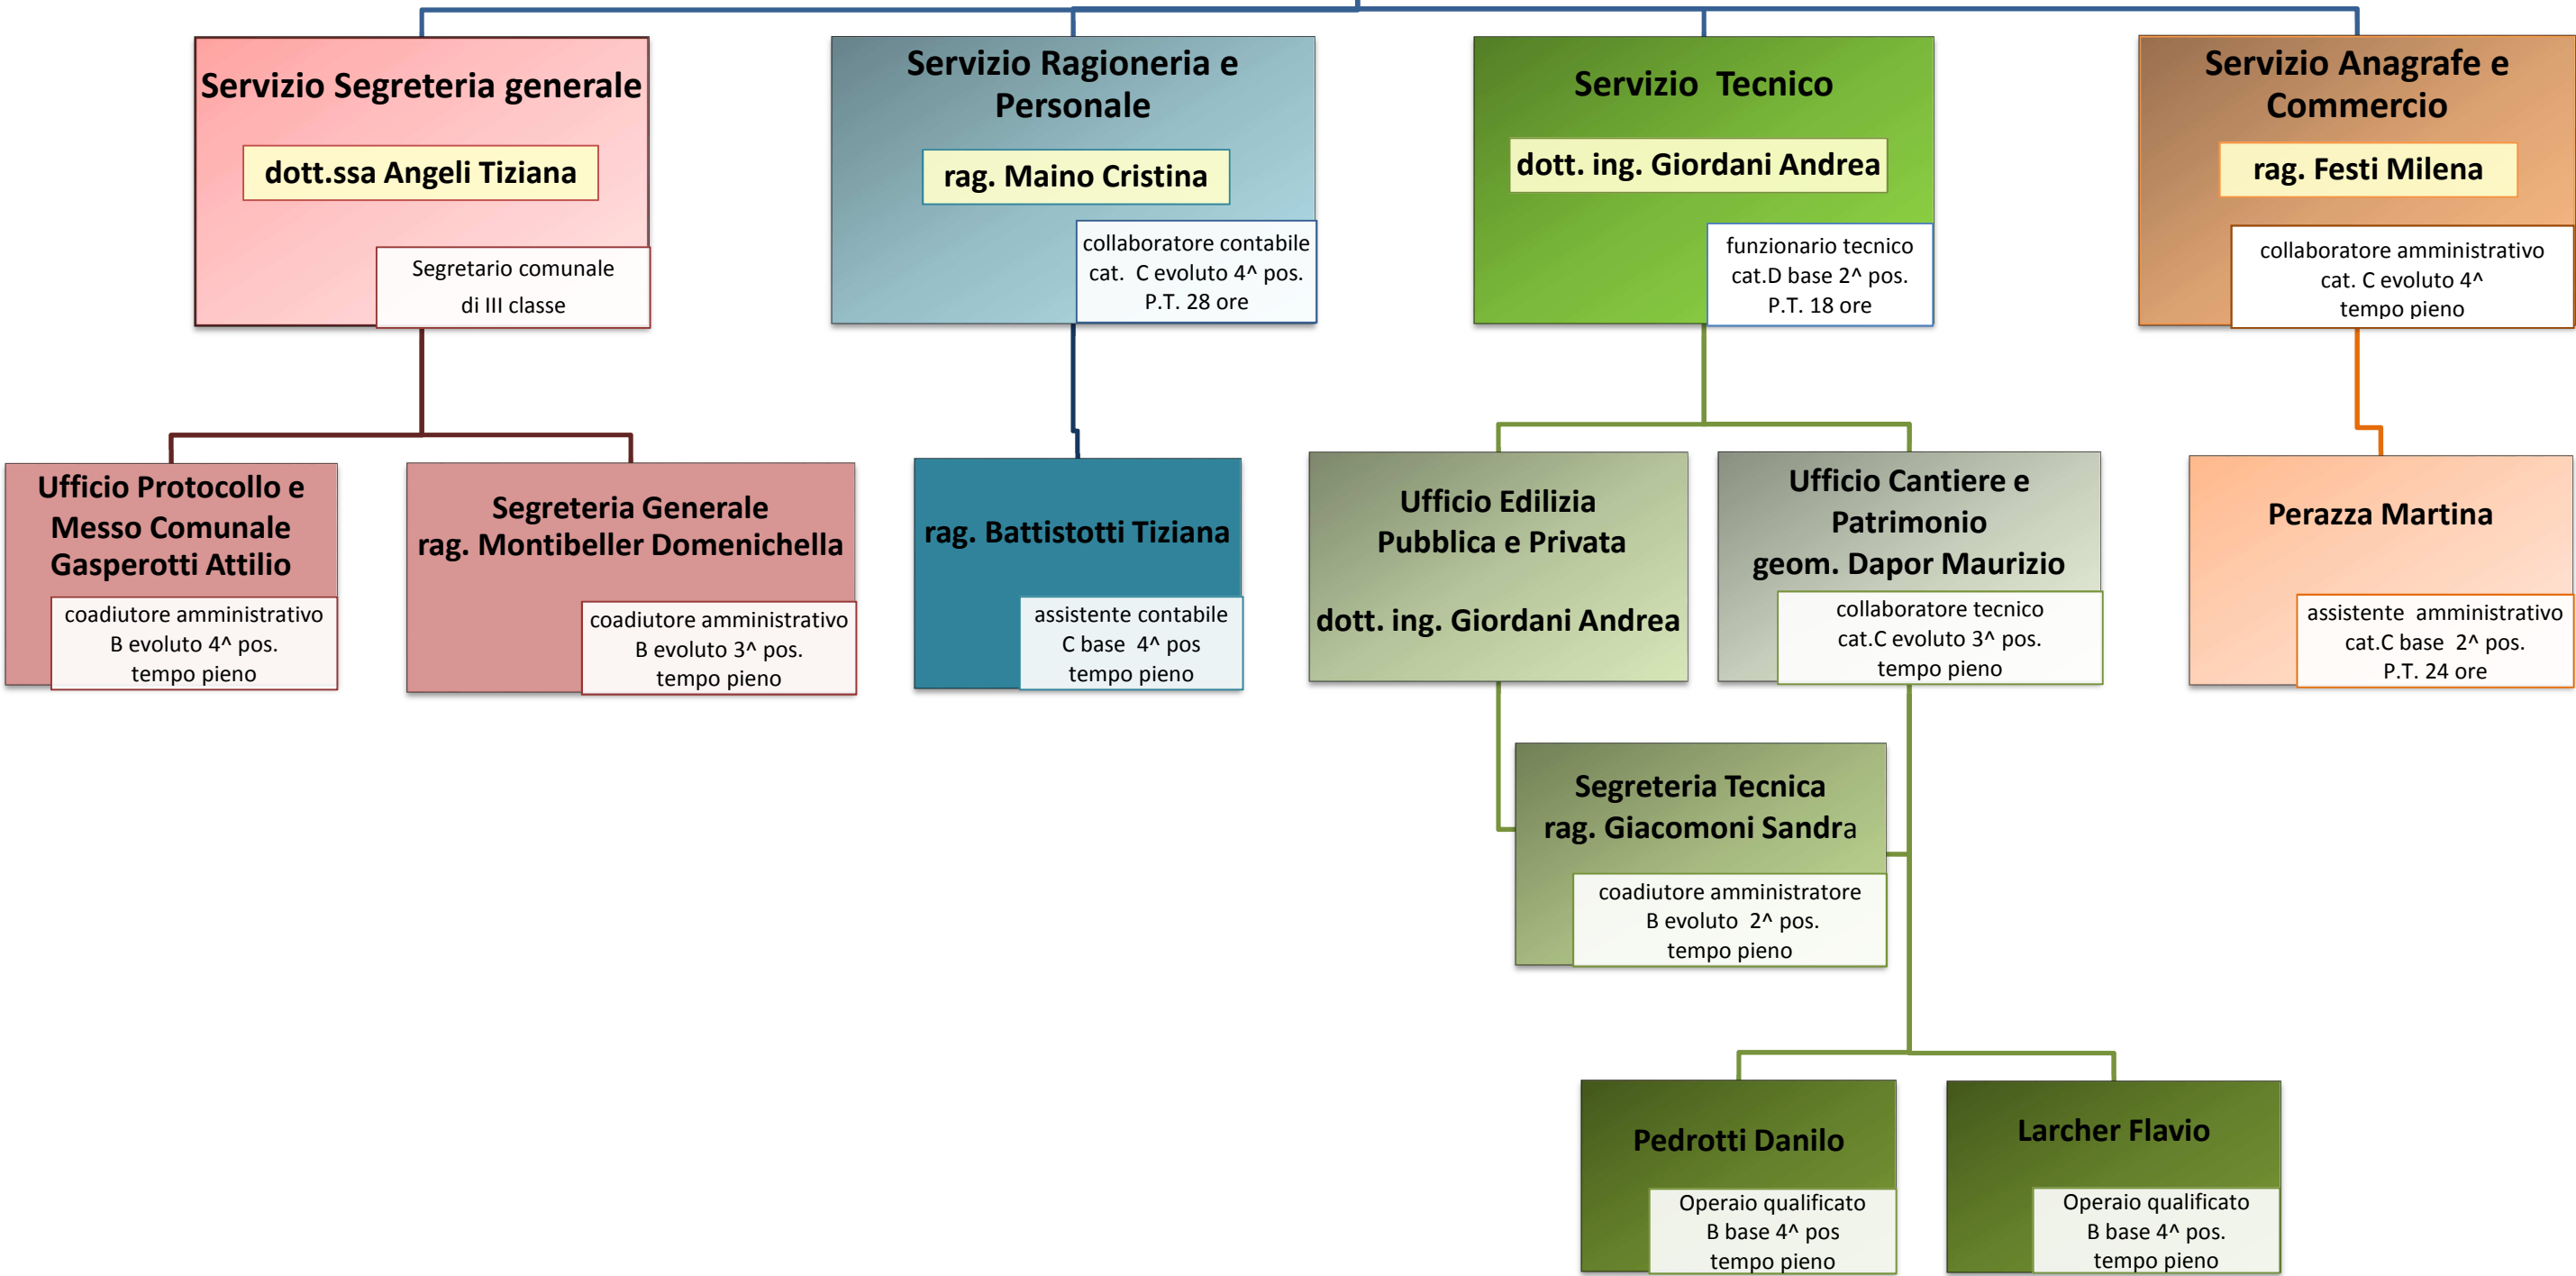 Servizio Segreteria generale
dott.ssa Angeli Tiziana
Segretario comunale
di III classe
Servizio Ragioneria e
Personale
rag. Maino Cristina
collaboratore contabile
cat. C evoluto 4^ pos.
P.T. 28 ore
Servizio Tecnico
dott. ing. Giordani Andrea
funzionario tecnico
cat.D base 2^ pos.
P.T. 18 ore
Servizio Anagrafe e
Commercio
rag. Festi Milena
collaboratore amministrativo
cat. C evoluto 4^
tempo pieno
Ufficio Protocollo e
Messo Comunale
Gasperotti Attilio
coadiutore amministrativo
B evoluto 4^ pos.
tempo pieno
Segreteria Generale
rag. Montibeller Domenichella
coadiutore amministrativo
B evoluto 3^ pos.
tempo pieno
rag. Battistotti Tiziana
assistente contabile
C base 4^ pos
tempo pieno
Ufficio Edilizia
Pubblica e Privata
dott. ing. Giordani Andrea
Ufficio Cantiere e
Patrimonio
geom. Dapor Maurizio
collaboratore tecnico
cat.C evoluto 3^ pos.
tempo pieno
Perazza Martina
assistente amministrativo
cat.C base 2^ pos.
P.T. 24 ore
Segreteria Tecnica
rag. Giacomoni Sandra
coadiutore amministratore
B evoluto 2^ pos.
tempo pieno
Pedrotti Danilo
Operaio qualificato
B base 4^ pos
tempo pieno
Larcher Flavio
Operaio qualificato
B base 4^ pos.
tempo pieno